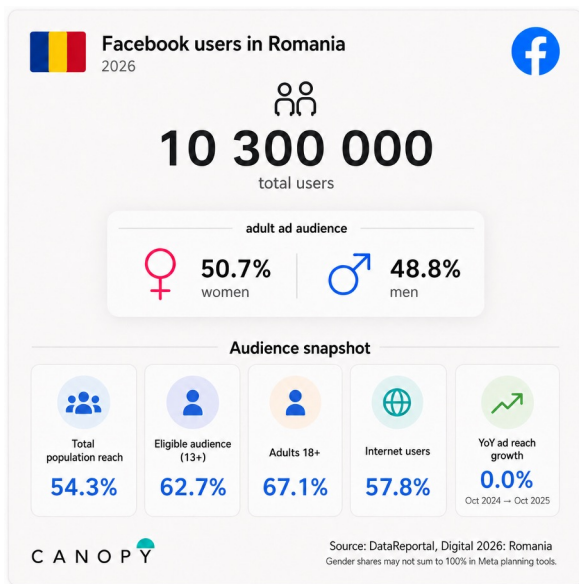 Facebook users in Romania
2026
10 300 000
total users
adult ad audience
50.7%
women
48.8%
men
Audience snapshot
Total
population reach
54.3%
Eligible audience
(13+)
62.7%
Adults 18+
67.1%
Internet users
57.8%
YoY ad reach
growth
0.0%
Oct 2024 → Oct 2025
CANOPY
Source: DataReportal, Digital 2026: Romania
Gender shares may not sum to 100% in Meta planning tools.